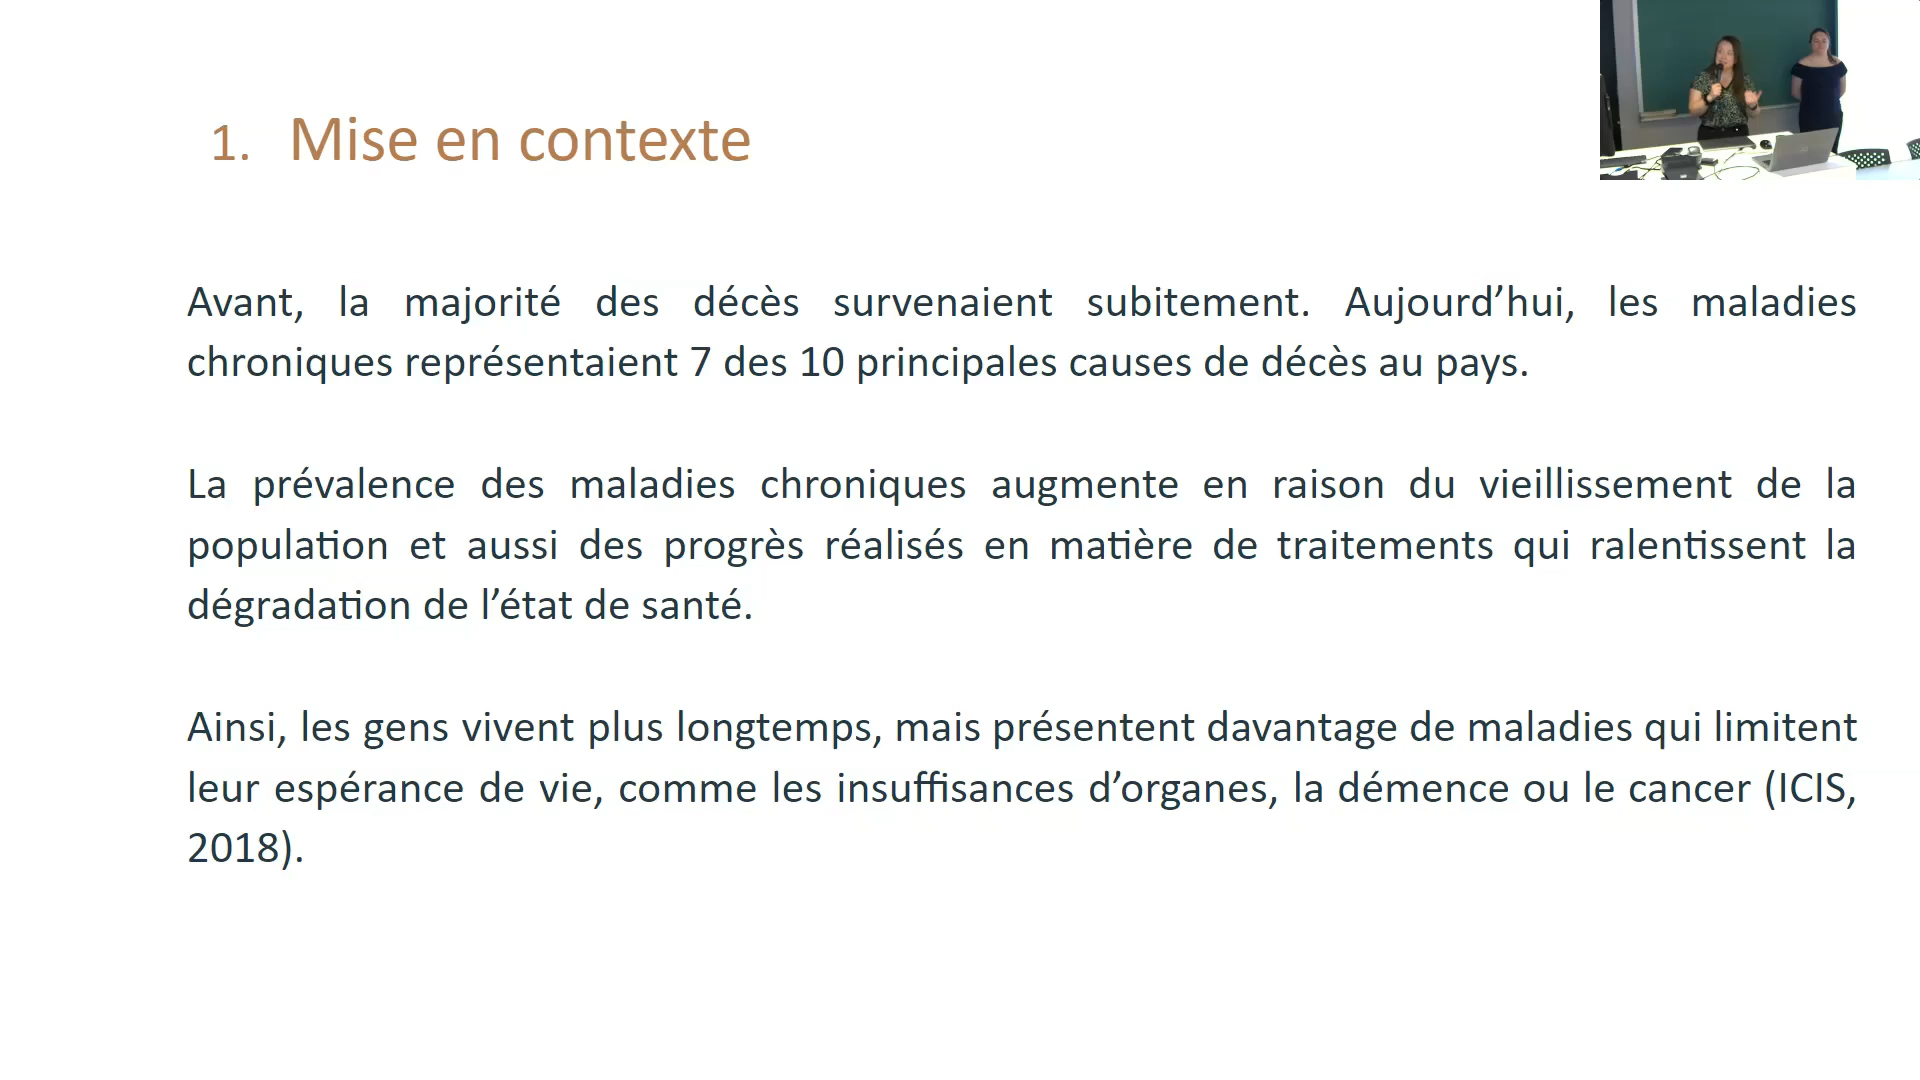 1. Mise en contexte
Avant, la majorité des décès survenaient subitement. Aujourd’hui, les maladies
chroniques représentaient 7 des 10 principales causes de décès au pays.
La prévalence des maladies chroniques augmente en raison du vieillissement de la
population et aussi des progrès réalisés en matière de traitements qui ralentissent la
dégradation de l’état de santé.
Ainsi, les gens vivent plus longtemps, mais présentent davantage de maladies qui limitent
leur espérance de vie, comme les insuffisances d’organes, la démence ou le cancer (ICIS,
2018).